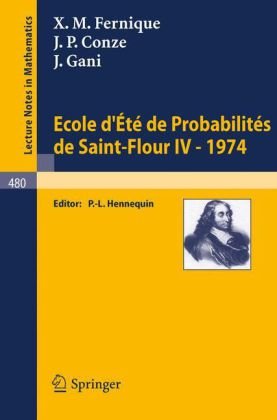 Lecture Notes in Mathematics
480
X. M. Fernique
J. P. Conze
J. Gani
Ecole d'Été de Probabilités
de Saint-Flour IV - 1974
Editor: P.-L. Hennequin
Springer